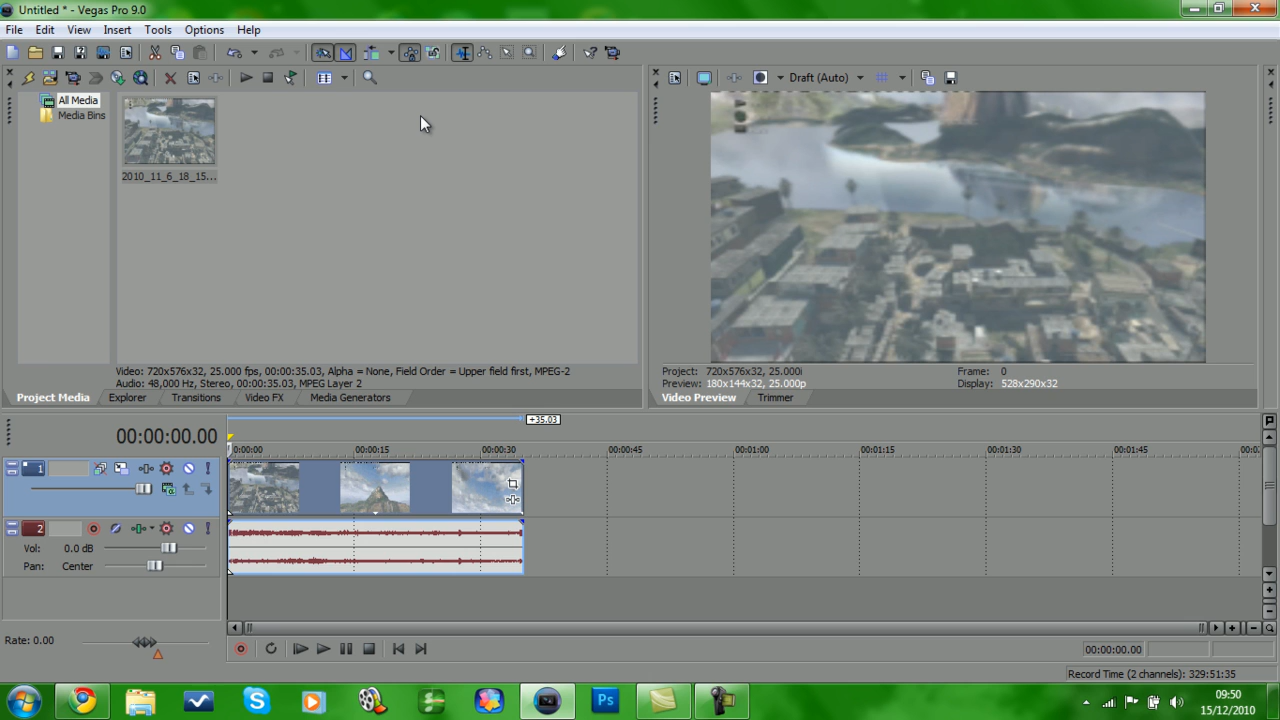 Untitled * - Vegas Pro 9.0
File Edit View Insert Tools Options Help
Draft (Auto)
All Media
Media Bins
2010_11_6_18_15...
Video: 720x576x32, 25.000 fps, 00:00:35.03, Alpha = None, Field Order = Upper field first, MPEG-2
Audio: 48,000 Hz, Stereo, 00:00:35.03, MPEG Layer 2
Project Media Explorer Transitions Video FX Media Generators
Project: 720x576x32, 25.000i Frame: 0
Preview: 180x144x32, 25.000p Display: 528x290x32
Video Preview Trimmer
+35.03
00:00:00.00
0:00:00 00:00:15 00:00:30 00:00:45 00:01:00 00:01:15 00:01:30 00:01:45
1
2
Vol: 0.0 dB
Pan: Center
Rate: 0.00
00:00:00.00
Record Time (2 channels): 329:51:35
Ps
09:50
15/12/2010